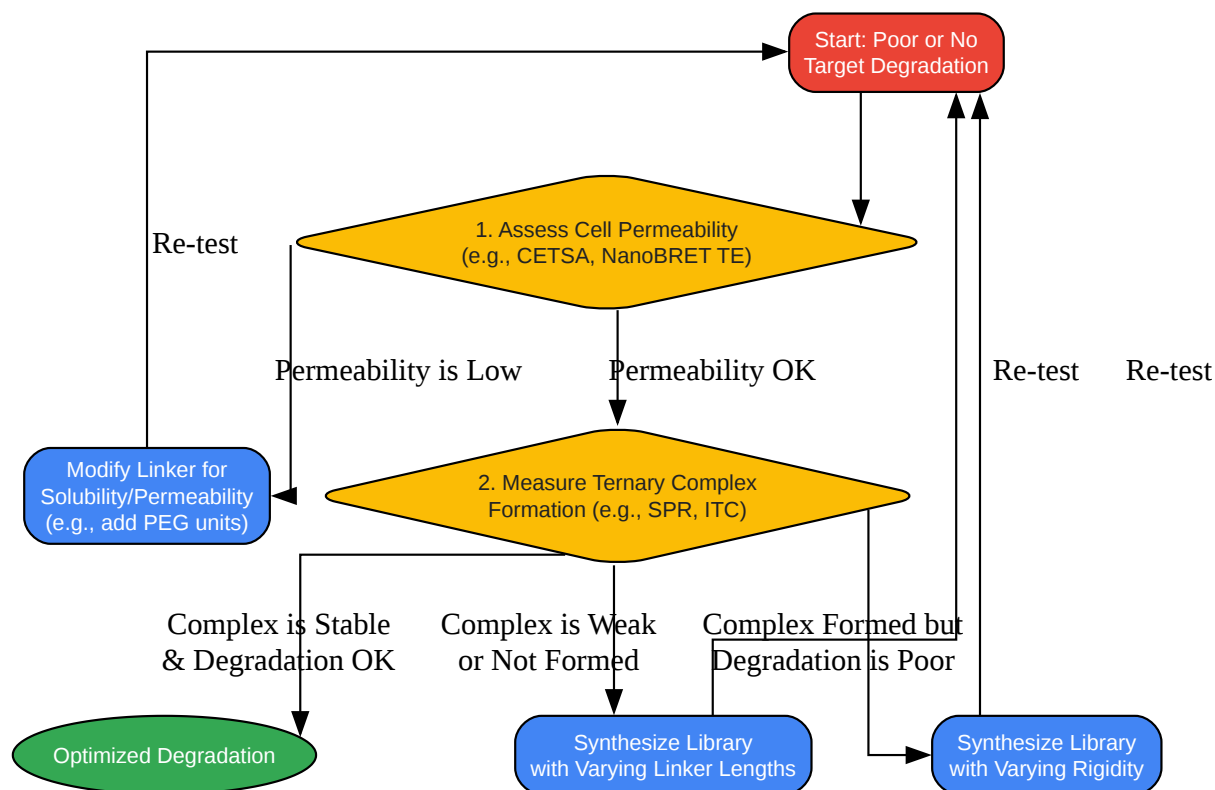 Start: Poor or No
Target Degradation
1. Assess Cell Permeability
(e.g., CETSA, NanoBRET TE)
Re-test
Permeability is Low
Permeability OK
Re-test
Re-test
Modify Linker for
Solubility/Permeability
(e.g., add PEG units)
2. Measure Ternary Complex
Formation (e.g., SPR, ITC)
Complex is Stable
& Degradation OK
Complex is Weak
or Not Formed
Complex Formed but
Degradation is Poor
Optimized Degradation
Synthesize Library
with Varying Linker Lengths
Synthesize Library
with Varying Rigidity